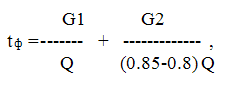 G1 G2
tф =------- + ------------- ,
Q (0.85-0.8) Q